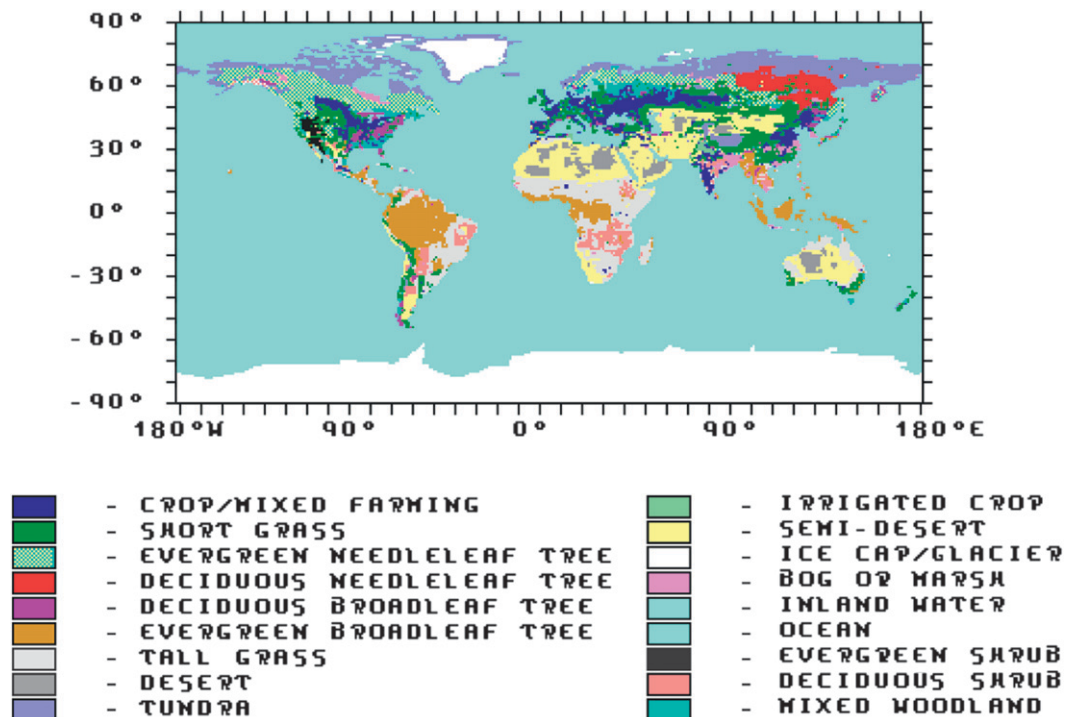 90°
60°
30°
0°
-30°
-60°
-90°
180°W 90° 0° 90° 180°E
- CROP/MIXED FARMING
- SHORT GRASS
- EVERGREEN NEEDLELEAF TREE
- DECIDUOUS NEEDLELEAF TREE
- DECIDUOUS BROADLEAF TREE
- EVERGREEN BROADLEAF TREE
- TALL GRASS
- DESERT
- TUNDRA
- IRRIGATED CROP
- SEMI-DESERT
- ICE CAP/GLACIER
- BOG OR MARSH
- INLAND WATER
- OCEAN
- EVERGREEN SHRUB
- DECIDUOUS SHRUB
- MIXED WOODLAND